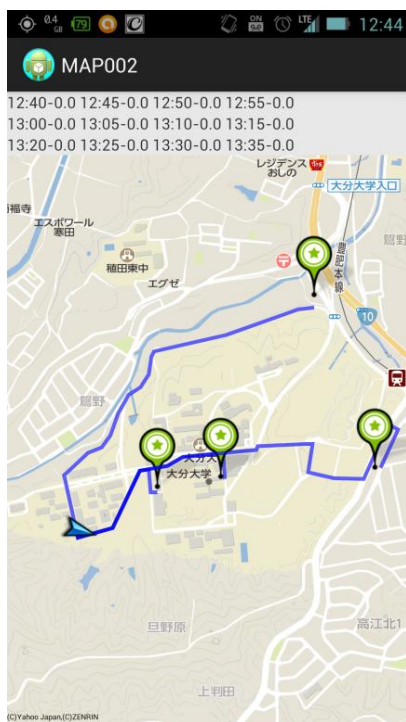 0.4 GB 79 ON LTE 12:44
MAP002
12:40-0.0 12:45-0.0 12:50-0.0 12:55-0.0
13:00-0.0 13:05-0.0 13:10-0.0 13:15-0.0
13:20-0.0 13:25-0.0 13:30-0.0 13:35-0.0
レジデンス
おしの
大分大学入口
福寺
エスポワール
寒田
稙田東中
エグゼ
豊肥本線
10
鴛野
大分大
大分大学
高江北1
旦野原
上判田
(C)Yahoo Japan,(C)ZENRIN